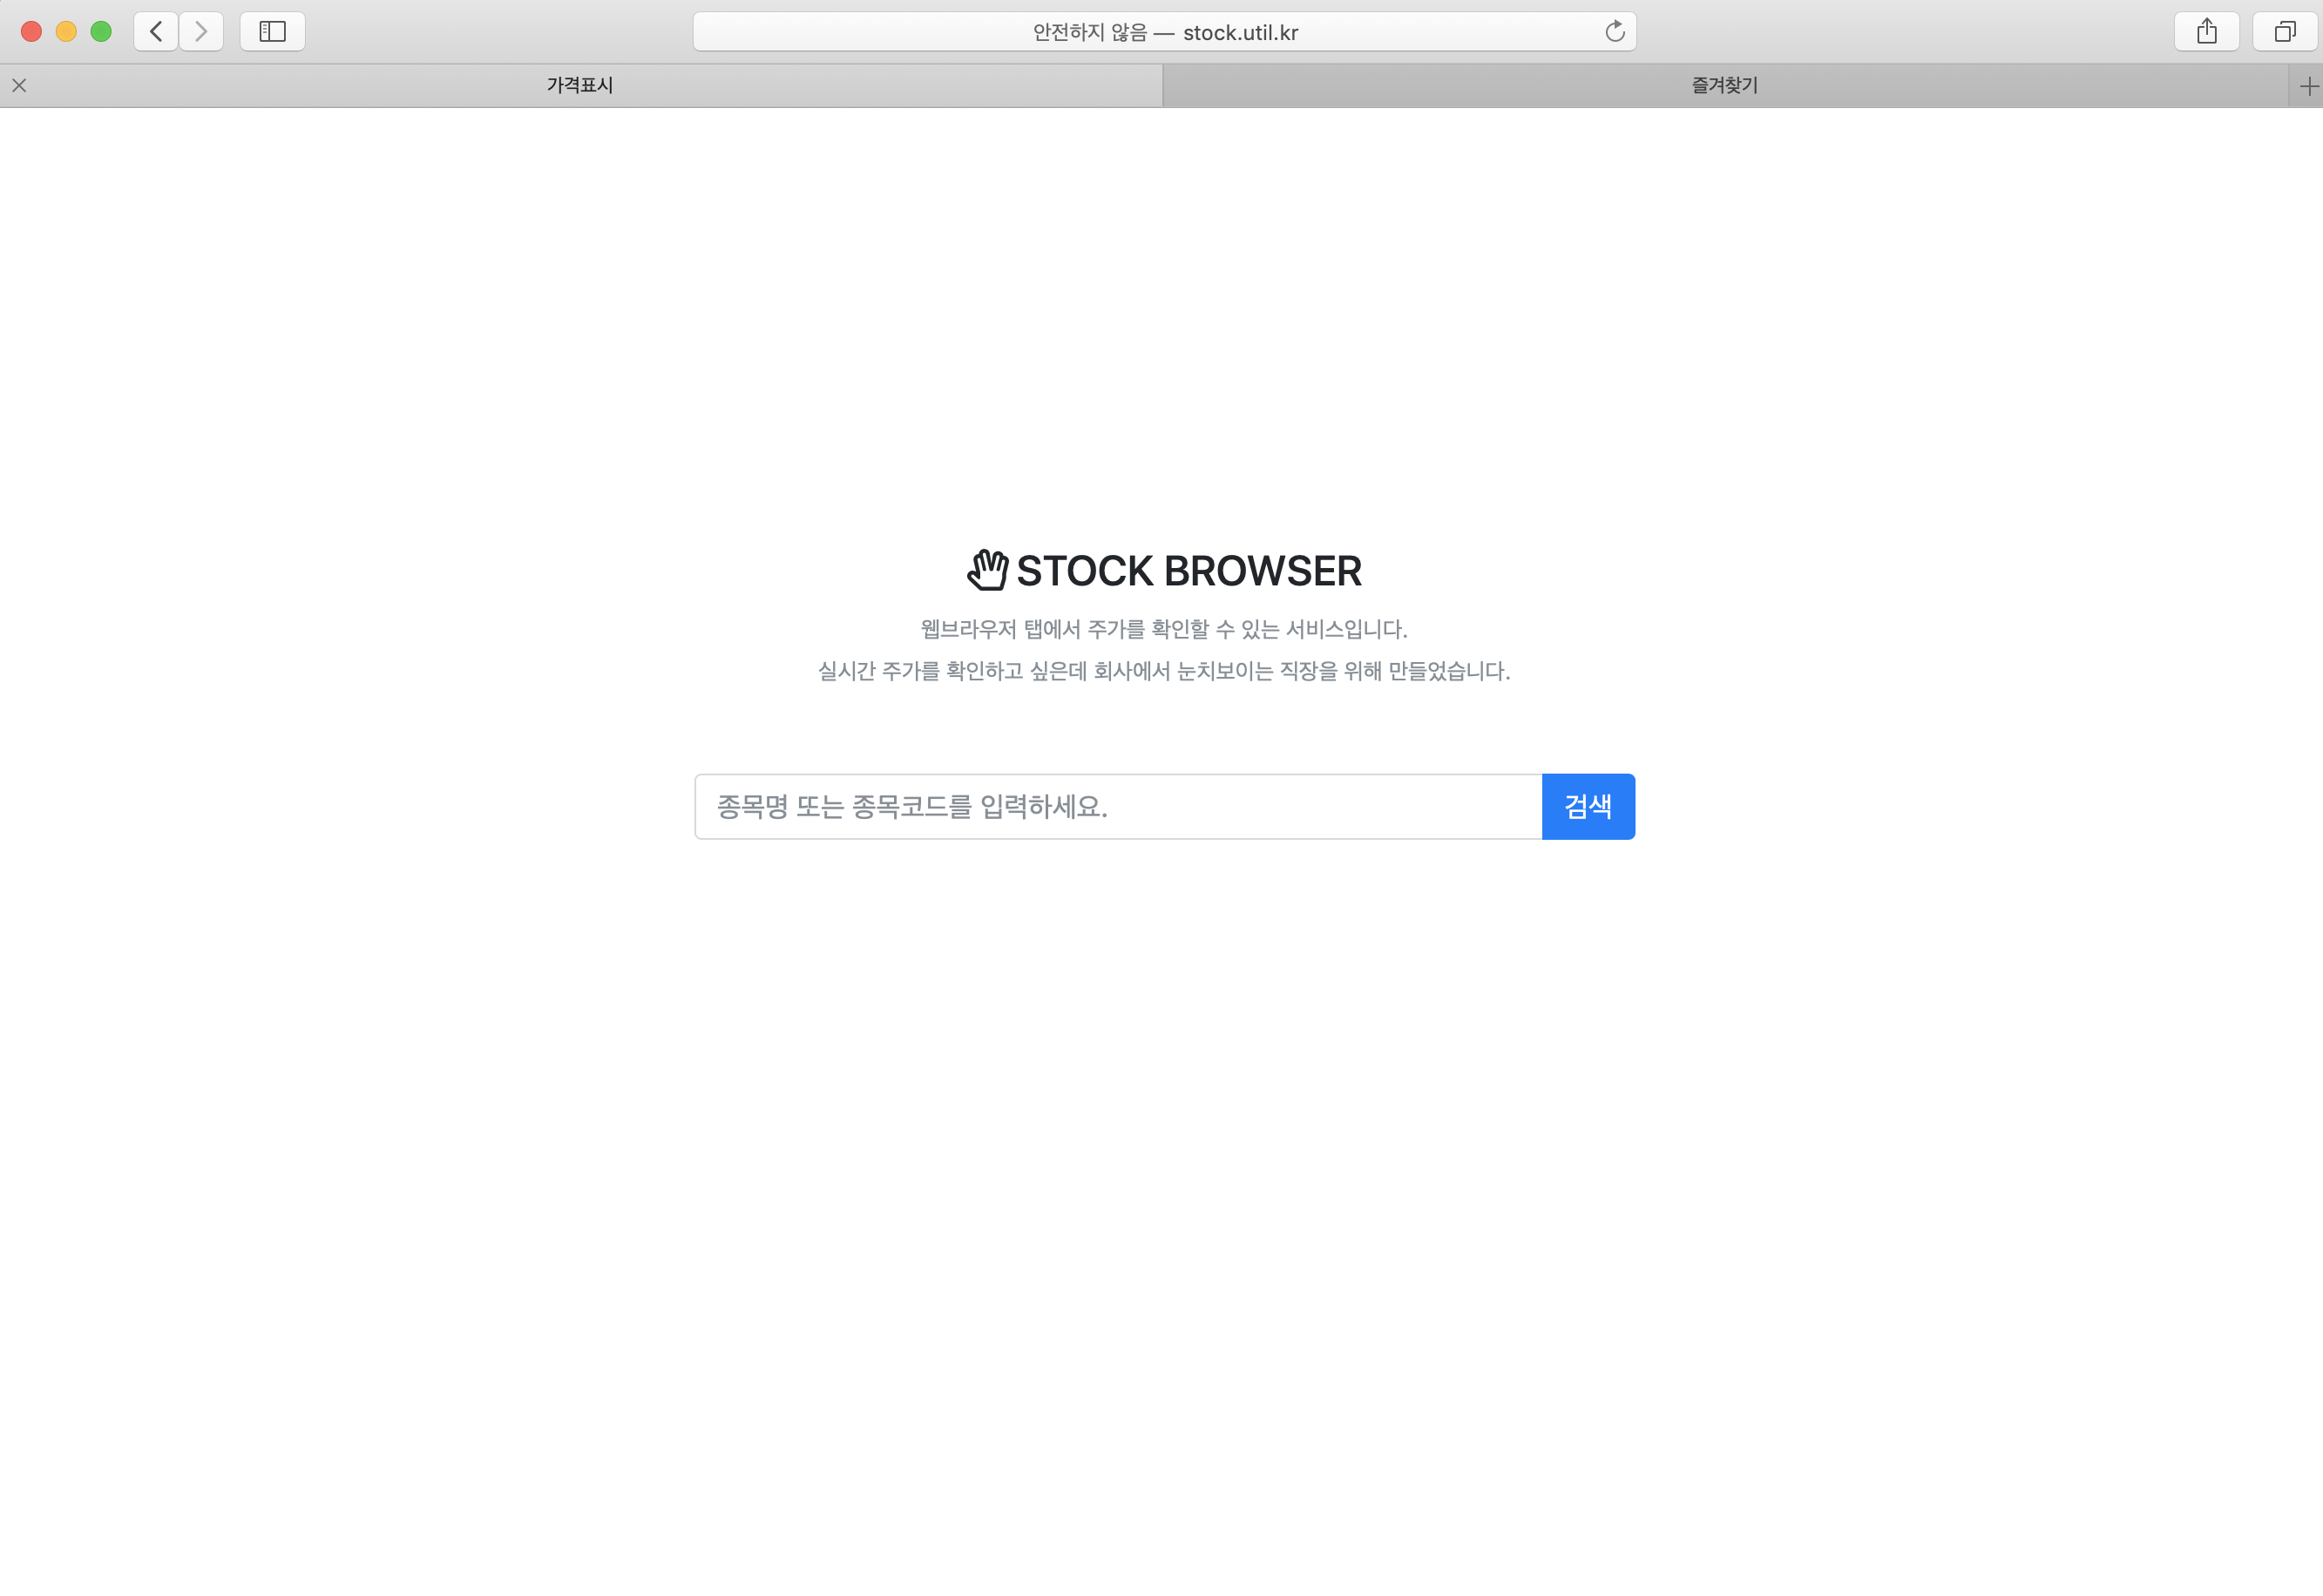 안전하지 않음 — stock.util.kr
가격표시
즐겨찾기
STOCK BROWSER
웹브라우저 탭에서 주가를 확인할 수 있는 서비스입니다.
실시간 주가를 확인하고 싶은데 회사에서 눈치보이는 직장을 위해 만들었습니다.
종목명 또는 종목코드를 입력하세요.
검색